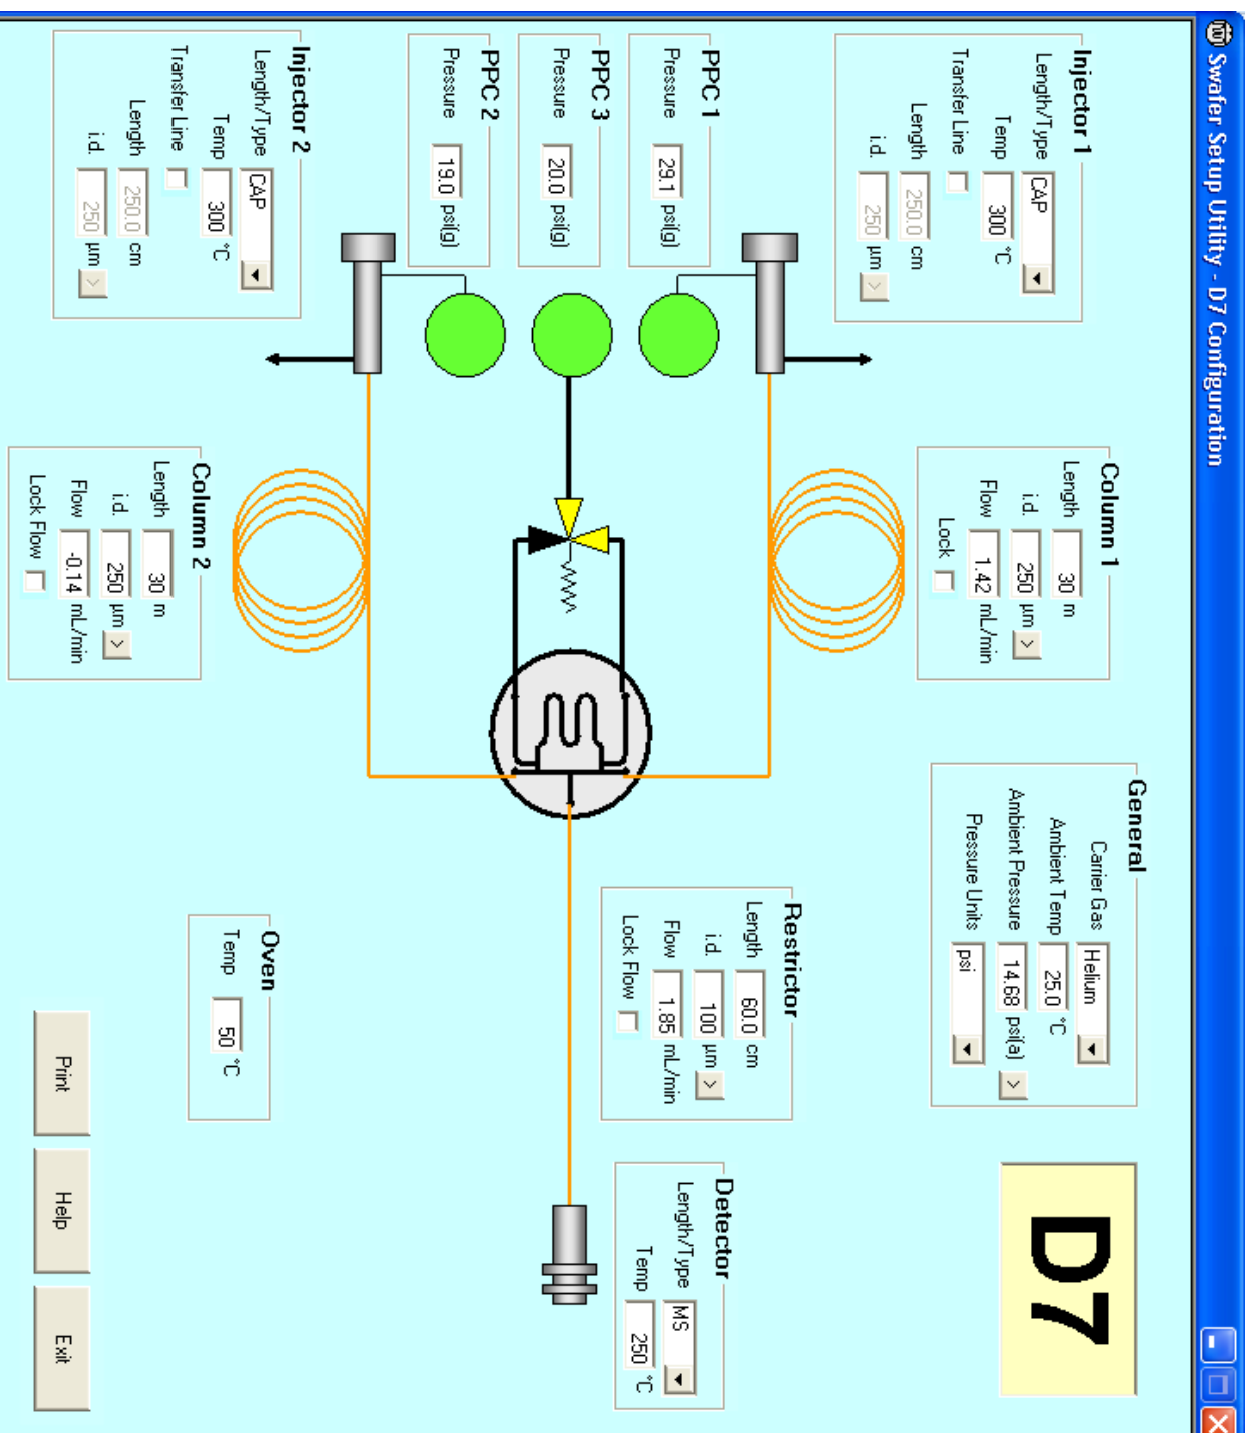 Swafer Setup Utility - D7 Configuration
Injector 1
Length/Type CAP
Temp 300 °C
Transfer Line
Length 250.0 cm
i.d. 250 µm >
Column 1
Length 30 m
i.d. 250 µm >
Flow 1.42 mL/min
Lock
General
Carrier Gas Helium
Ambient Temp 25.0 °C
Ambient Pressure 14.68 psi(a) >
Pressure Units psi
D7
PPC 1
Pressure 29.1 psi(g)
PPC 3
Pressure 20.0 psi(g)
PPC 2
Pressure 19.0 psi(g)
Restrictor
Length 60.0 cm
i.d. 100 µm >
Flow 1.85 mL/min
Lock Flow
Detector
Length/Type MS
Temp 250 °C
Injector 2
Length/Type CAP
Temp 300 °C
Transfer Line
Length 250.0 cm
i.d. 250 µm >
Column 2
Length 30 m
i.d. 250 µm >
Flow -0.14 mL/min
Lock Flow
Oven
Temp 50 °C
Print Help Exit